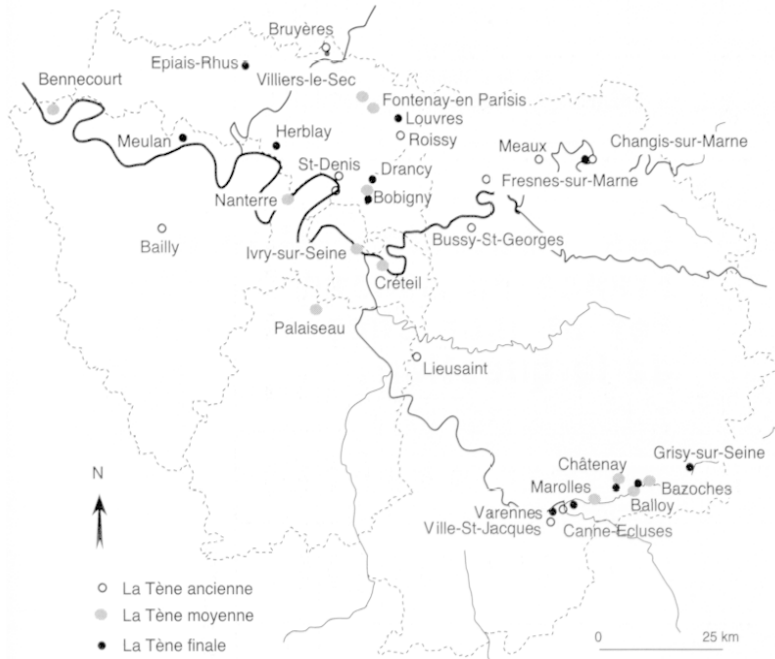 Bruyères
Epiais-Rhus
Villiers-le-Sec
Bennecourt
Fontenay-en Parisis
Louvres
Meulan
Herblay
Roissy
Meaux
Changis-sur-Marne
St-Denis
Drancy
Fresnes-sur-Marne
Nanterre
Bobigny
Bailly
Ivry-sur-Seine
Bussy-St-Georges
Créteil
Palaiseau
Lieusaint
Grisy-sur-Seine
Châtenay
N
Marolles
Bazoches
Balloy
Varennes
Ville-St-Jacques
Canne-Ecluses
La Tène ancienne
La Tène moyenne
La Tène finale
0 25 km